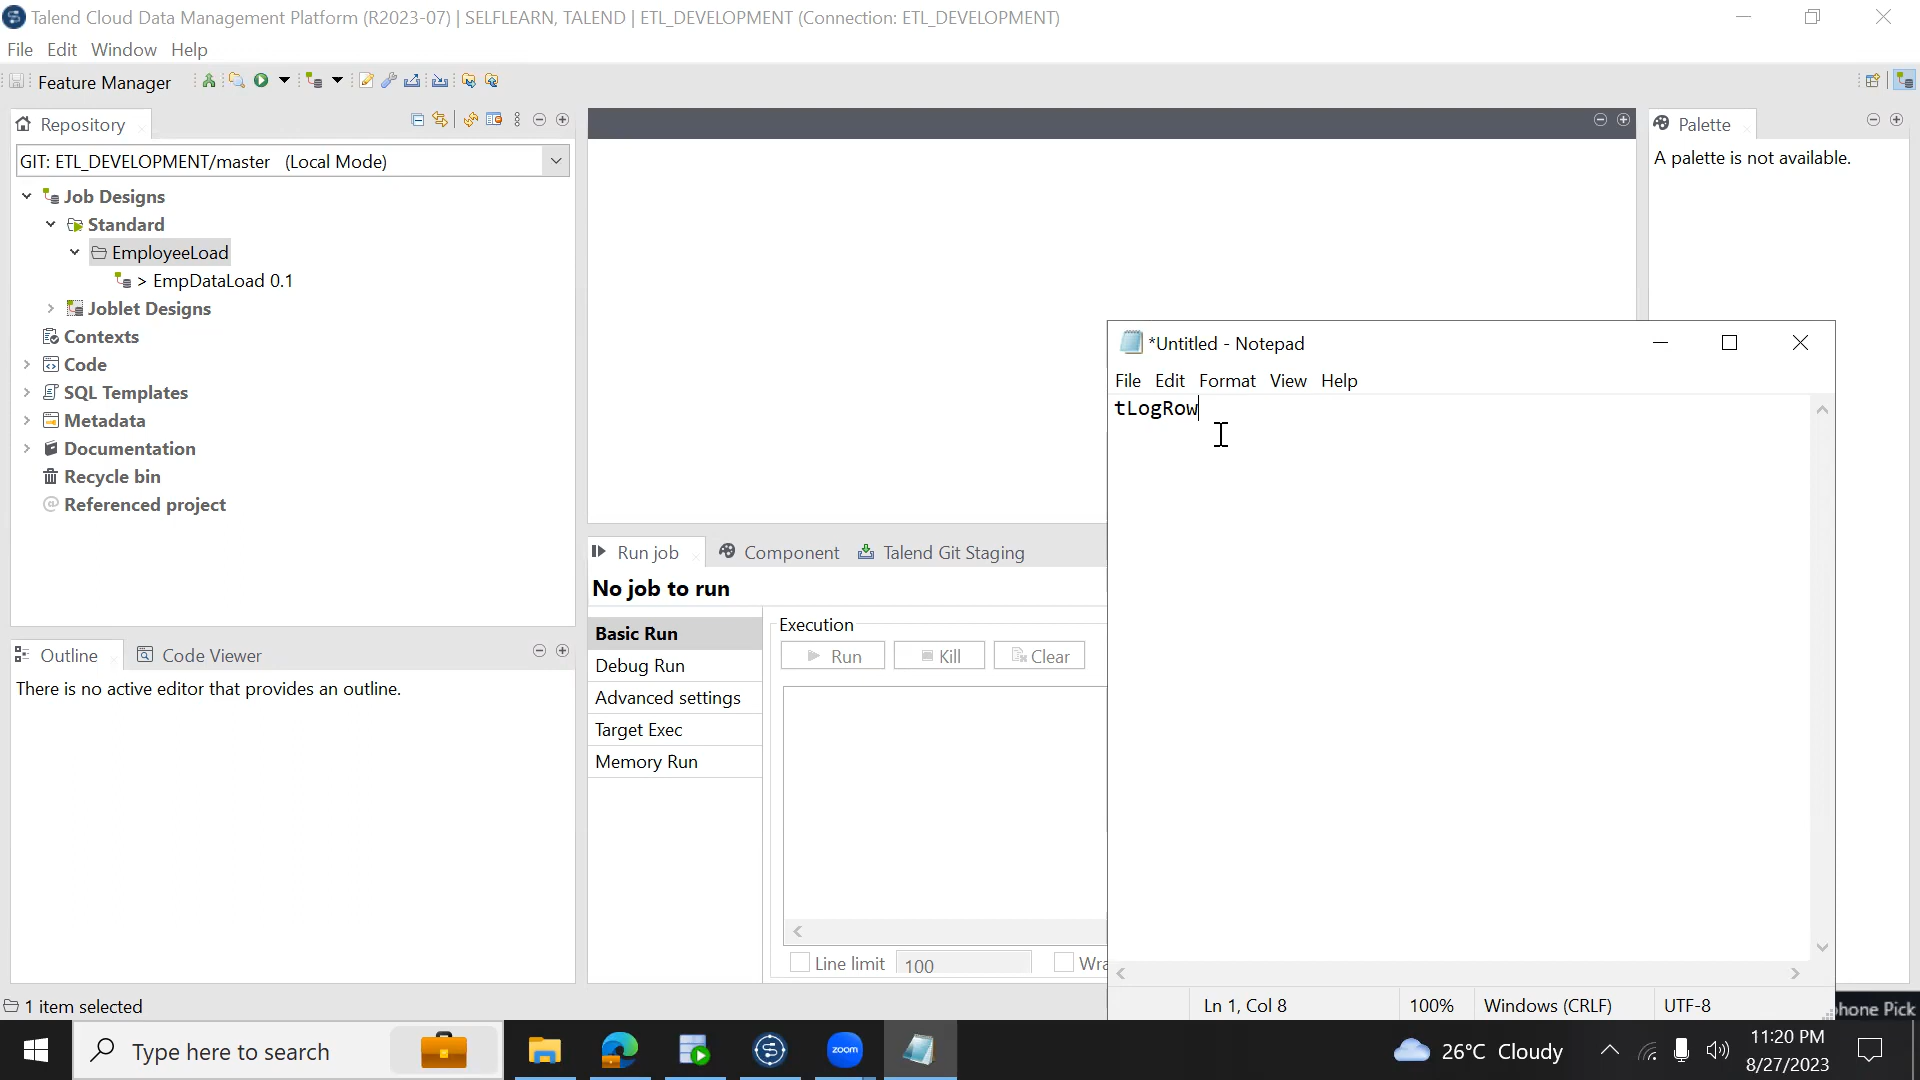 Talend Cloud Data Management Platform (R2023-07) | SELFLEARN, TALEND | ETL_DEVELOPMENT (Connection: ETL_DEVELOPMENT)
File Edit Window Help
Feature Manager
Repository
GIT: ETL_DEVELOPMENT/master (Local Mode)
Job Designs
Standard
EmployeeLoad
> EmpDataLoad 0.1
Joblet Designs
Contexts
Code
SQL Templates
Metadata
Documentation
Recycle bin
Referenced project
Palette
A palette is not available.
*Untitled - Notepad
File Edit Format View Help
tLogRow
Ln 1, Col 8 100% Windows (CRLF) UTF-8
Run job Component Talend Git Staging
No job to run
Basic Run
Debug Run
Advanced settings
Target Exec
Memory Run
Execution
Run Kill Clear
Line limit 100 Wra
Outline Code Viewer
There is no active editor that provides an outline.
1 item selected
phone Pick
Type here to search
zoom
26°C Cloudy
11:20 PM
8/27/2023